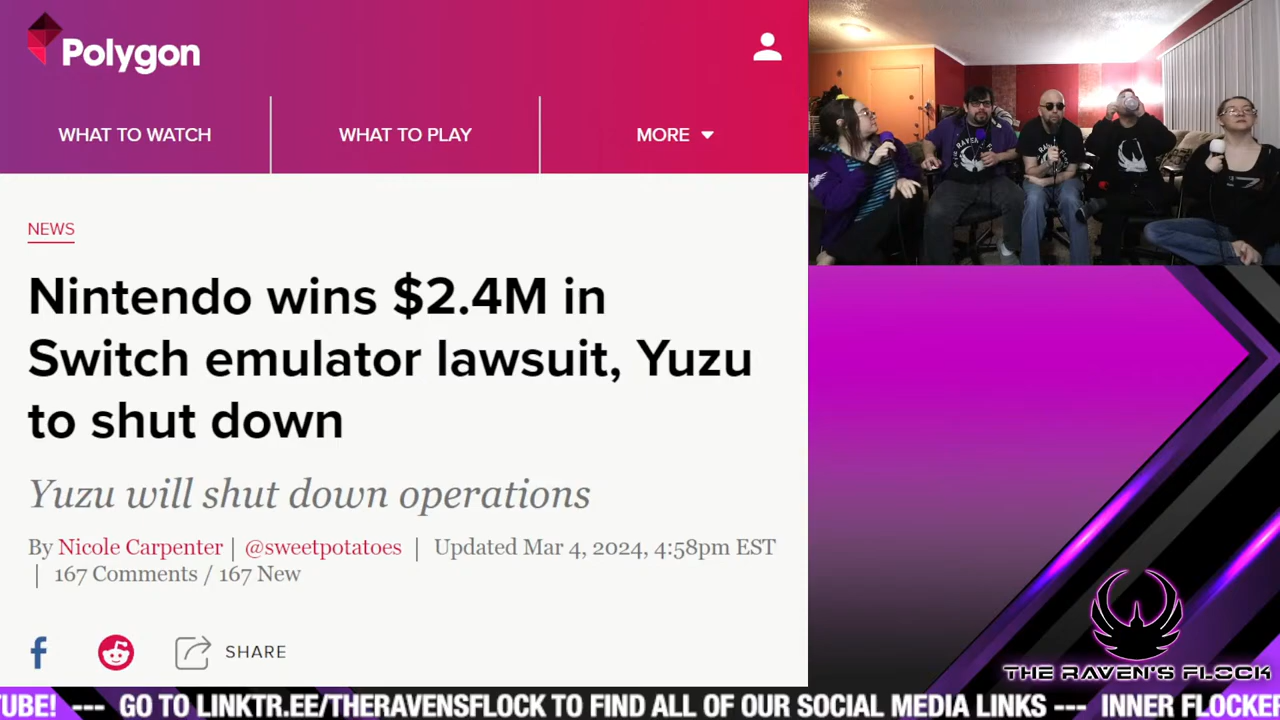 Polygon
WHAT TO WATCH
WHAT TO PLAY
MORE
NEWS
Nintendo wins $2.4M in
Switch emulator lawsuit, Yuzu
to shut down
Yuzu will shut down operations
By Nicole Carpenter | @sweetpotatoes | Updated Mar 4, 2024, 4:58pm EST
| 167 Comments / 167 New
SHARE
THE RAVEN'S FLOCK
TUBE! --- GO TO LINKTR.EE/THERAVENSFLOCK TO FIND ALL OF OUR SOCIAL MEDIA LINKS --- INNER FLOCKER